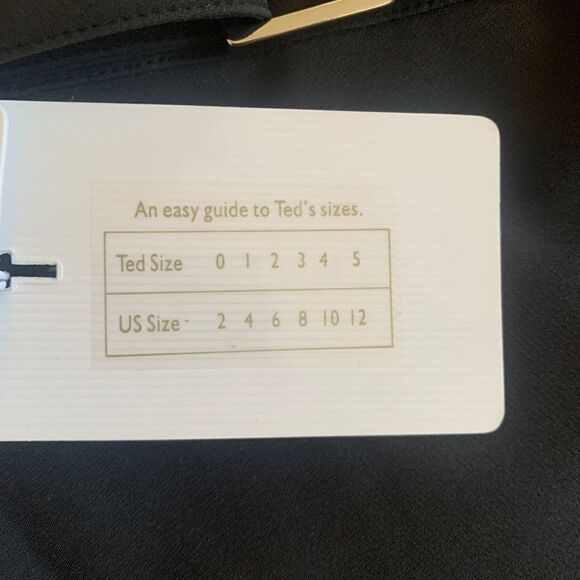 An easy guide to Ted's sizes.
Ted Size 0 1 2 3 4 5
US Size 2 4 6 8 10 12